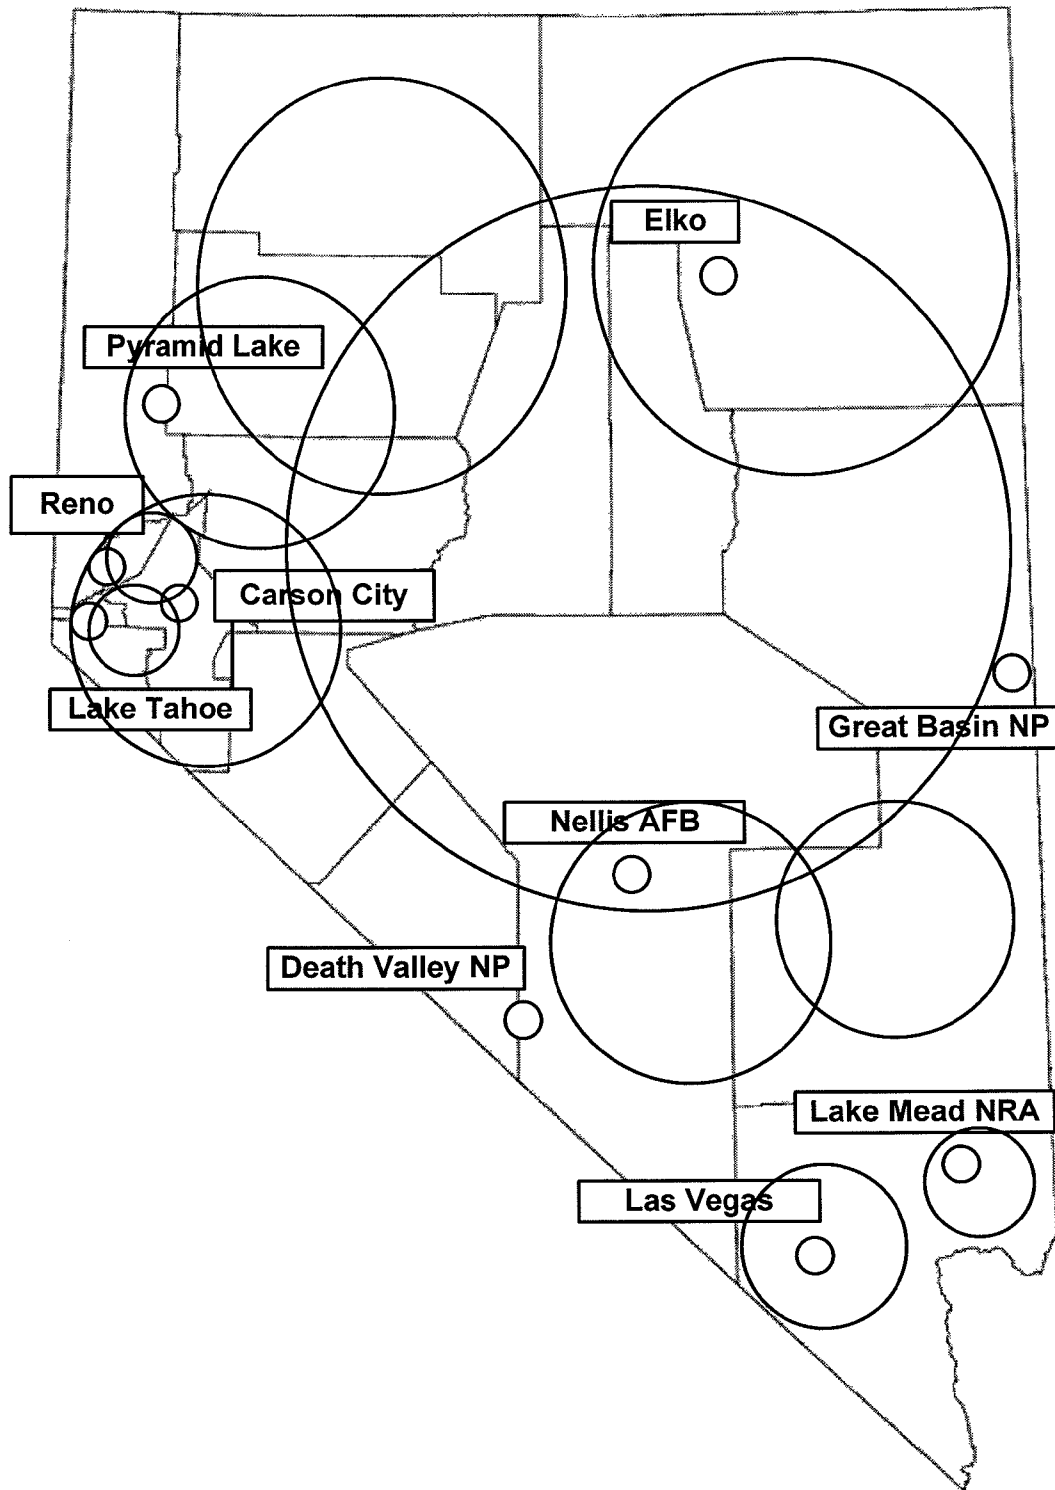 Elko
Pyramid Lake
Reno
Carson City
Lake Tahoe
Great Basin NP
Nellis AFB
Death Valley NP
Lake Mead NRA
Las Vegas